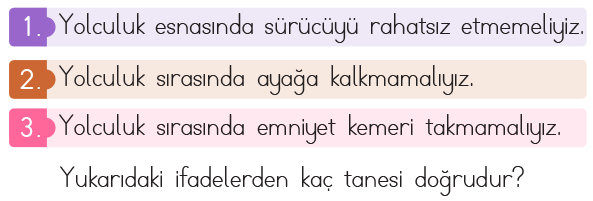 1. Yolculuk esnasında sürücüyü rahatsız etmemeliyiz.
2. Yolculuk sırasında ayağa kalkmamalıyız.
3. Yolculuk sırasında emniyet kemeri takmamalıyız.
Yukarıdaki ifadelerden kaç tanesi doğrudur?